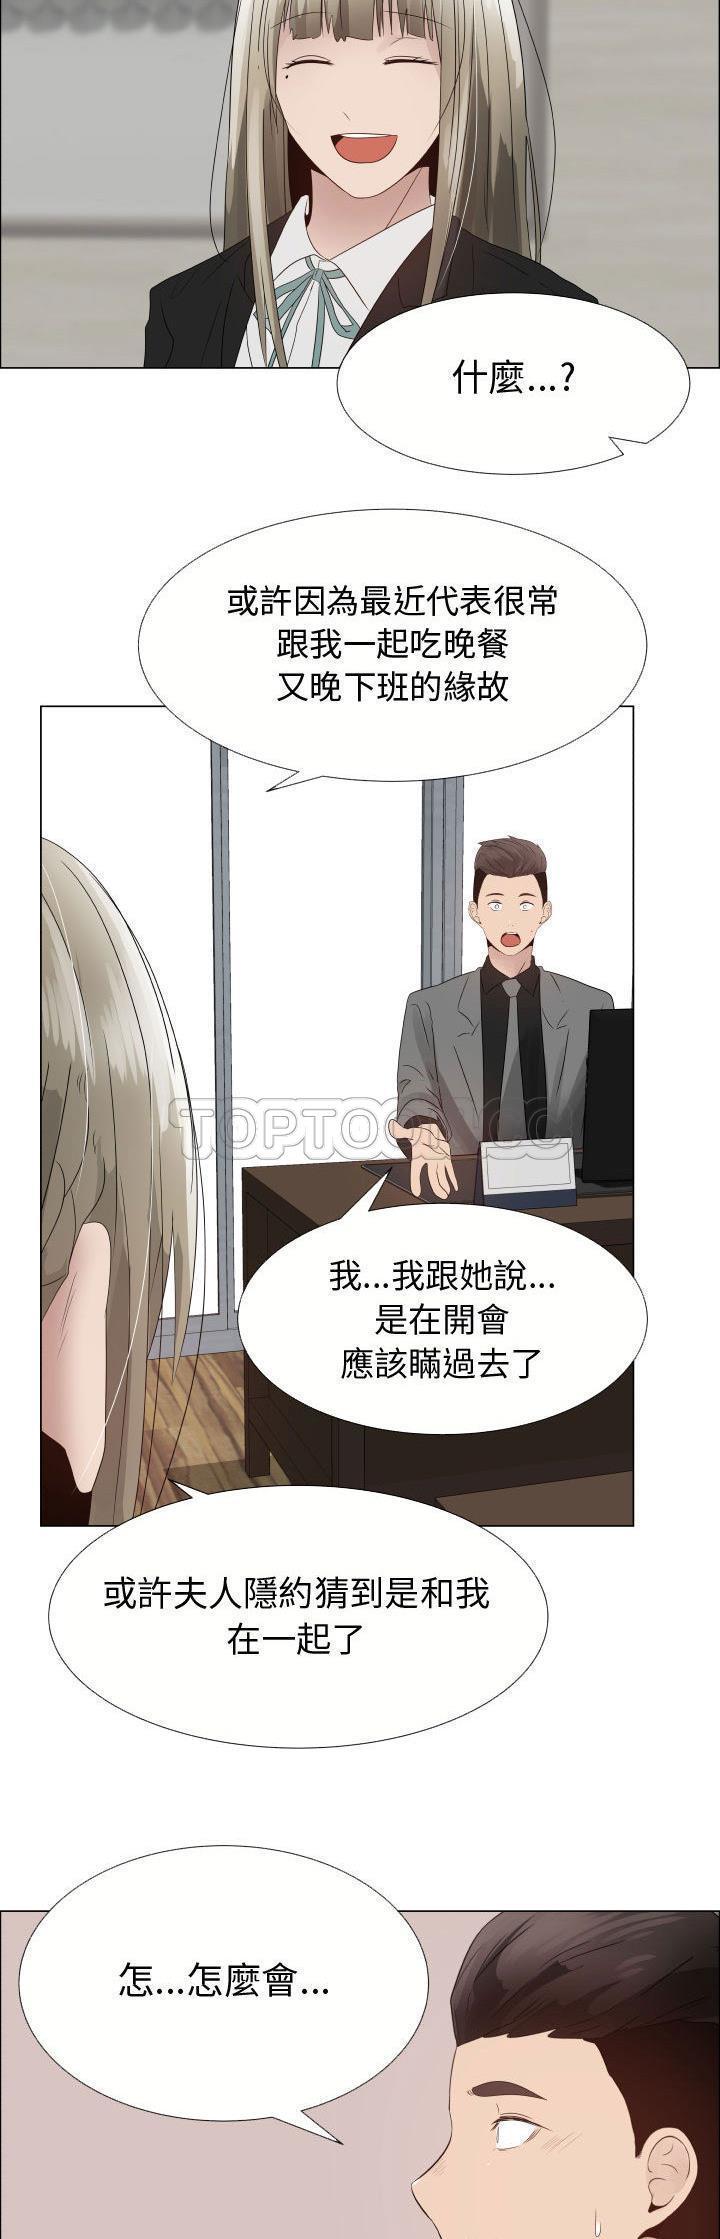 什麼...?
或許因為最近代表很常
跟我一起吃晚餐
又晚下班的緣故
TOPTOON CO
我...我跟她說...
是在開會
應該瞞過去了
或許夫人隱約猜到是和我
在一起了
怎...怎麼會...